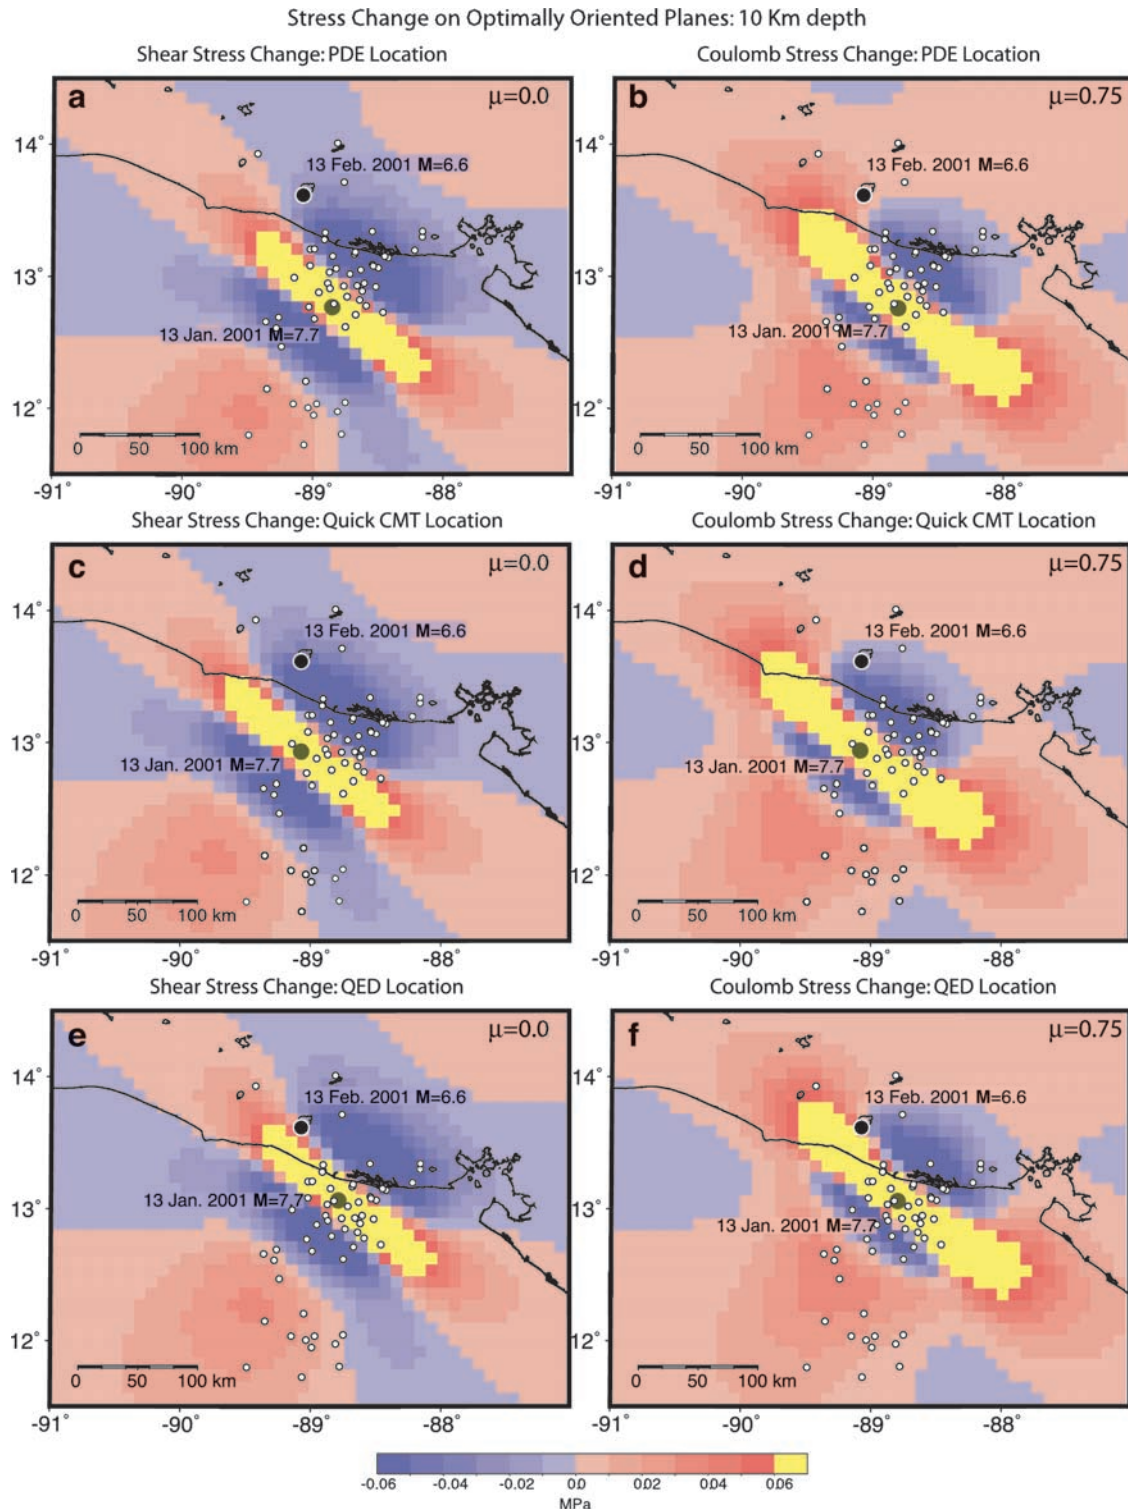 Stress Change on Optimally Oriented Planes: 10 Km depth
Shear Stress Change: PDE Location
Coulomb Stress Change: PDE Location
a
μ=0.0
b
μ=0.75
14°
13°
12°
13 Feb. 2001 M=6.6
13 Jan. 2001 M=7.7
0 50 100 km
-91 -90° -89° -88°
14°
13°
12°
13 Feb. 2001 M=6.6
13 Jan. 2001 M=7.7
0 50 100 km
-91° -90° -89° -88
Shear Stress Change: Quick CMT Location
Coulomb Stress Change: Quick CMT Location
c
μ=0.0
d
μ=0.75
14°
13°
12°
13 Feb. 2001 M=6.6
13 Jan. 2001 M=7.7
0 50 100 km
-91° -90° -89° -88°
14°
13°
12°
13 Feb. 2001 M=6.6
13 Jan. 2001 M=7.7
0 50 100 km
-91° -90° -89° -88°
Shear Stress Change: QED Location
Coulomb Stress Change: QED Location
e
μ=0.0
f
μ=0.75
14°
13°
12°
13 Feb. 2001 M=6.6
13 Jan. 2001 M=7.7
0 50 100 km
-91° -90° -89° -88°
14°
13°
12°
13 Feb. 2001 M=6.6
13 Jan. 2001 M=7.7
0 50 100 km
-91° -90° -89° -88°
-0.06 -0.04 -0.02 0.0 0.02 0.04 0.06
MPa